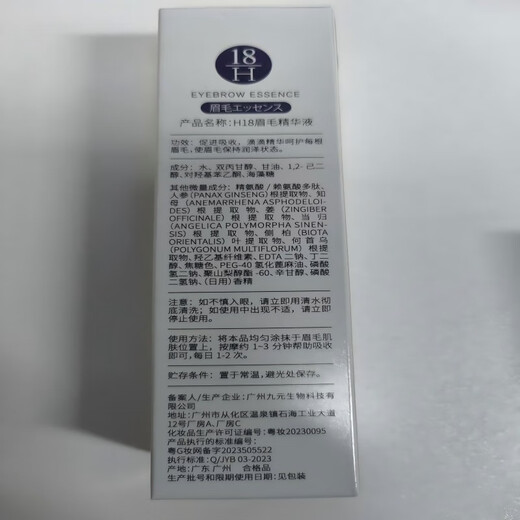 18
H
EYEBROW ESSENCE
眉毛エッセンス
产品名称:H18眉毛精华液
功效: 促进吸收, 滴滴精华呵护每根
眉毛, 使眉毛保持润泽状态。
成分: 水、双丙甘醇、甘油、1,2-己二
醇、对羟基苯乙酮、海藻糖
其他微量成分: 精氨酸/赖氨酸多肽、
人参(PANAX GINSENG)根提取物、知
母 (ANEMARRHENA ASPHODELOI-
DES) 根提取物、姜 (ZINGIBER
OFFICINALE) 根提取物、当归
(ANGELICA POLYMORPHA SINEN-
SIS) 根提取物、侧柏 (BIOTA
ORIENTALIS) 叶提取物、何首乌
(POLYGONUM MULTIFLORUM) 根提
取物、羟乙基纤维素、EDTA 二钠、丁二
醇、焦糖色、PEG-40 氢化蓖麻油、磷酸
氢二钠、聚山梨醇酯 -60、辛甘醇、磷酸
二氢钠、(日用)香精
注意: 如不慎入眼, 请立即用清水彻
底清洗; 如使用中出现不适, 请立即
停止使用。
使用方法: 将本品均匀涂抹于眉毛肌
肤位置上, 按摩约 1-3 分钟帮助吸收
即可, 每日 1-2 次。
贮存条件: 置于常温, 避光处保存。
备案人/生产企业: 广州九元生物科技有
限公司
地址: 广州市从化区温泉镇石海工业大道
12号厂房A、厂房C
化妆品生产许可证编号: 粤妆20230095
产品执行的标准编号:
粤G妆网备字2023505522
执行标准: Q/JYB 03-2023
产地: 广东 广州 合格品
生产批号和限期使用日期: 见包装